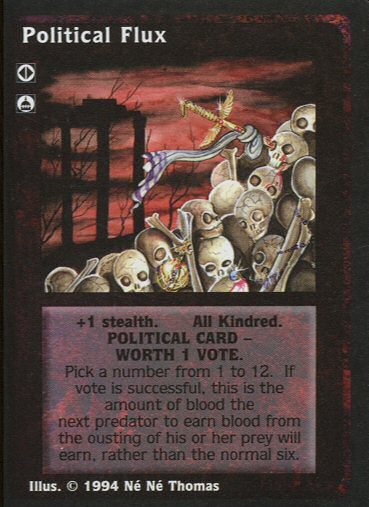 Political Flux
+1 stealth. All Kindred.
POLITICAL CARD –
WORTH 1 VOTE.
Pick a number from 1 to 12. If
vote is successful, this is the
amount of blood the
next predator to earn blood from
the ousting of his or her prey will
earn, rather than the normal six.
Illus. © 1994 Né Né Thomas